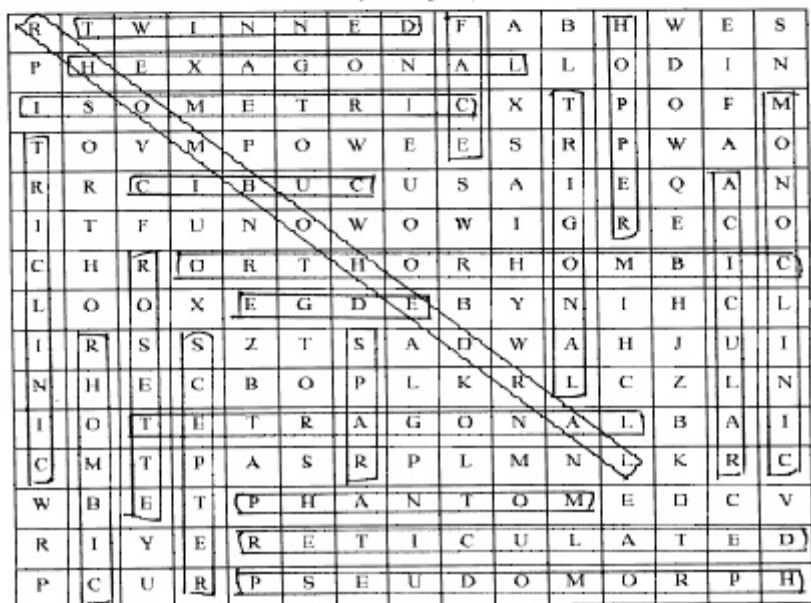 R T W I N N E D F A B H W E S
P H E X A G O N A L L O D I N
I S O M E T R I C X T P O F M
T O V M P O W E E S R P W A O
R R C I B U C U S A I E Q A N
I T F U N O W O W I G R E C O
C H R O R T H O R H O M B I C
L O O X E G D E B Y N I H C L
I R S S Z T S A D W A H J U I
N H E C B O P L K R L C Z L N
I O T E T R A G O N A L B A I
C M T P A S R P L M N L K R C
W B E T P H A N T O M E D C V
R I Y E R E T I C U L A T E D
P C U R P S E U D O M O R P H